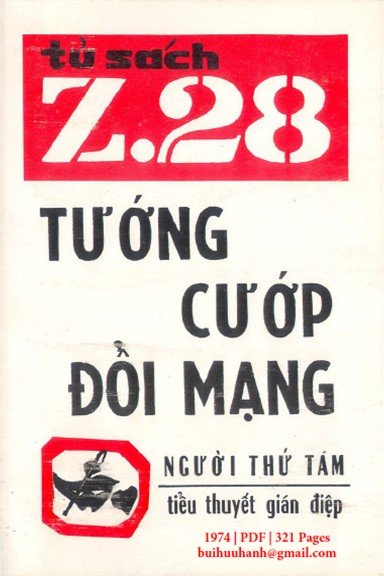 tủ sách
Z.28
TƯỚNG
CƯỚP
ĐỔI MẠNG
NGƯỜI THỨ TÁM
tiểu thuyết gián điệp
1974 | PDF | 321 Pages
buihuuhanh@gmail.com